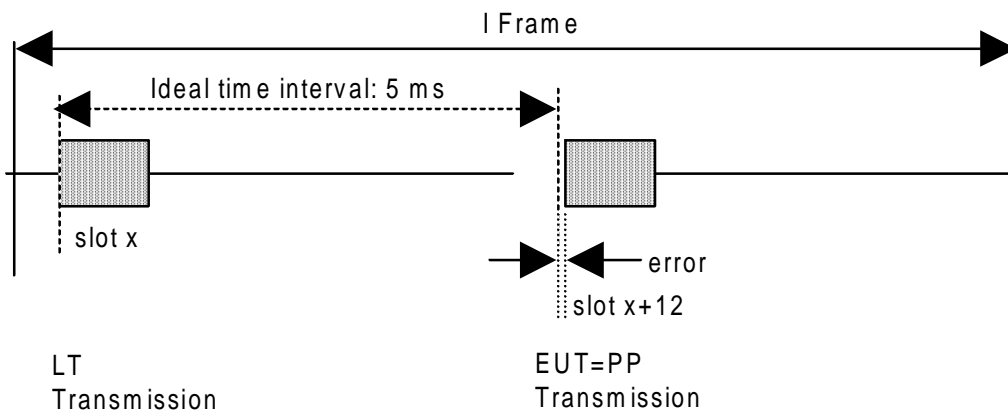 I Frame
Ideal time interval: 5 ms
slot x
error
slot x+12
LT
Transmission
EUT=PP
Transmission